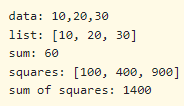 data: 10,20,30
list: [10, 20, 30]
sum: 60
squares: [100, 400, 900]
sum of squares: 1400